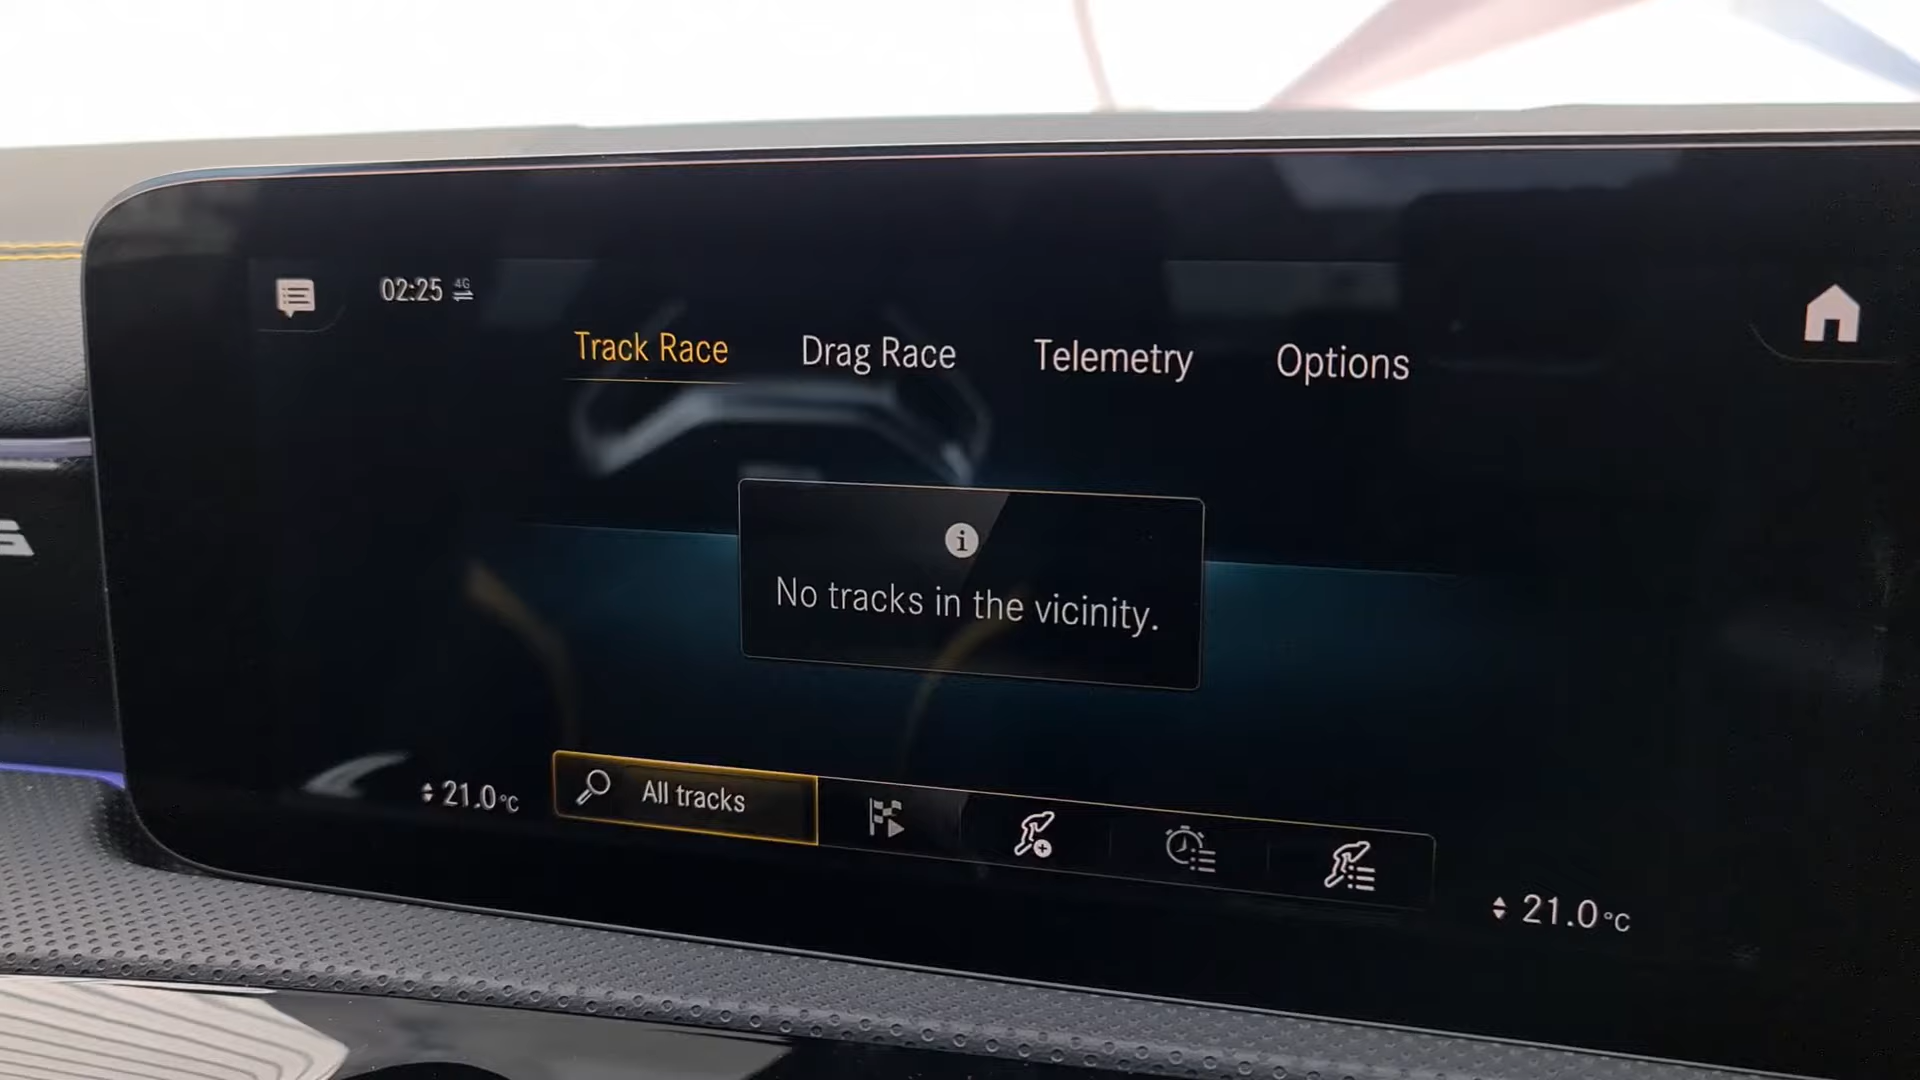 02:25 4G
Track Race Drag Race Telemetry Options
No tracks in the vicinity.
21.0°C
All tracks
21.0°C